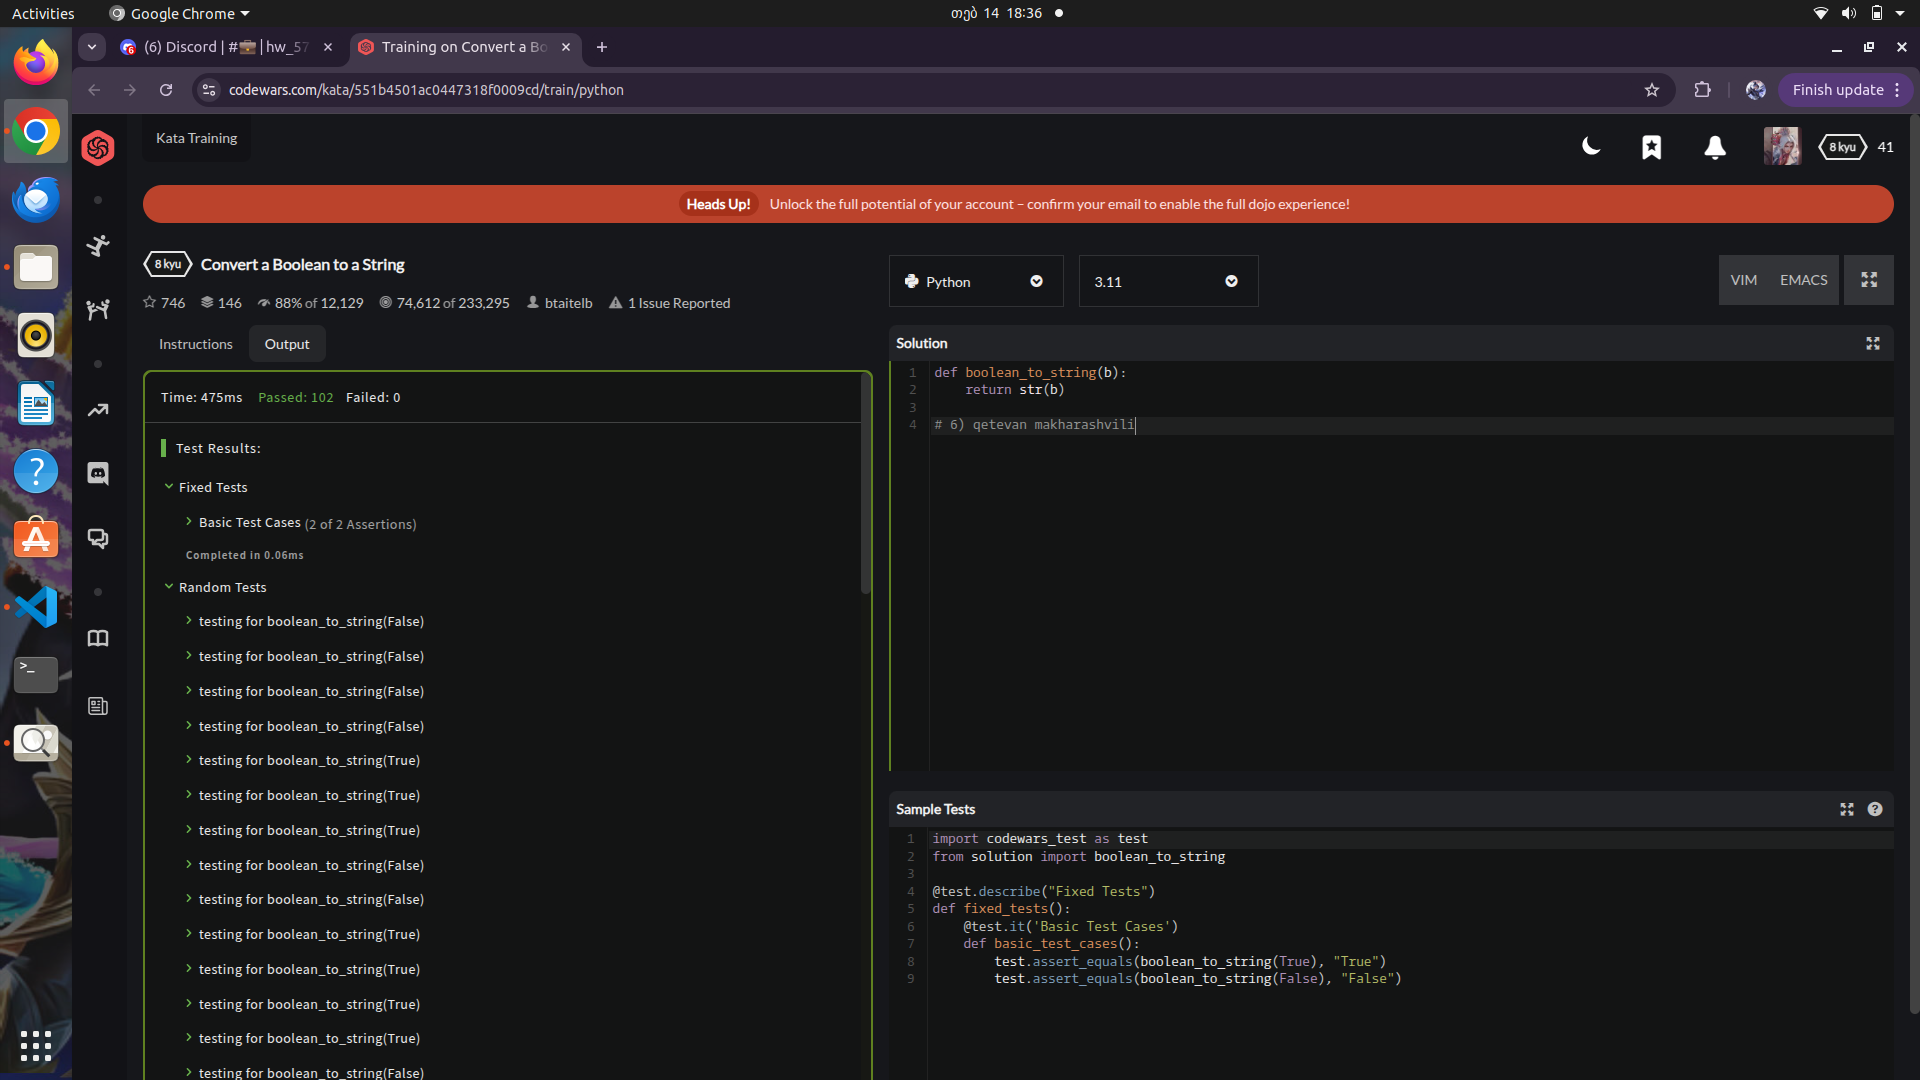 Activities
Google Chrome
თებ 14 18:36
(6) Discord | #💼 | hw_57
Training on Convert a Bo
codewars.com/kata/551b4501ac0447318f0009cd/train/python
Finish update
Kata Training
8 kyu
41
Heads Up! Unlock the full potential of your account – confirm your email to enable the full dojo experience!
8 kyu
Convert a Boolean to a String
746
146
88% of 12,129
74,612 of 233,295
btaitelb
1 Issue Reported
Python
3.11
VIM
EMACS
Instructions
Output
Time: 475ms Passed: 102 Failed: 0
Test Results:
Fixed Tests
Basic Test Cases (2 of 2 Assertions)
Completed in 0.06ms
Random Tests
testing for boolean_to_string(False)
testing for boolean_to_string(False)
testing for boolean_to_string(False)
testing for boolean_to_string(False)
testing for boolean_to_string(True)
testing for boolean_to_string(True)
testing for boolean_to_string(True)
testing for boolean_to_string(False)
testing for boolean_to_string(False)
testing for boolean_to_string(True)
testing for boolean_to_string(True)
testing for boolean_to_string(True)
testing for boolean_to_string(True)
testing for boolean_to_string(False)
Solution
1 def boolean_to_string(b):
2     return str(b)
3
4 # 6) qetevan makharashvili
Sample Tests
1 import codewars_test as test
2 from solution import boolean_to_string
3
4 @test.describe("Fixed Tests")
5 def fixed_tests():
6     @test.it('Basic Test Cases')
7     def basic_test_cases():
8         test.assert_equals(boolean_to_string(True), "True")
9         test.assert_equals(boolean_to_string(False), "False")